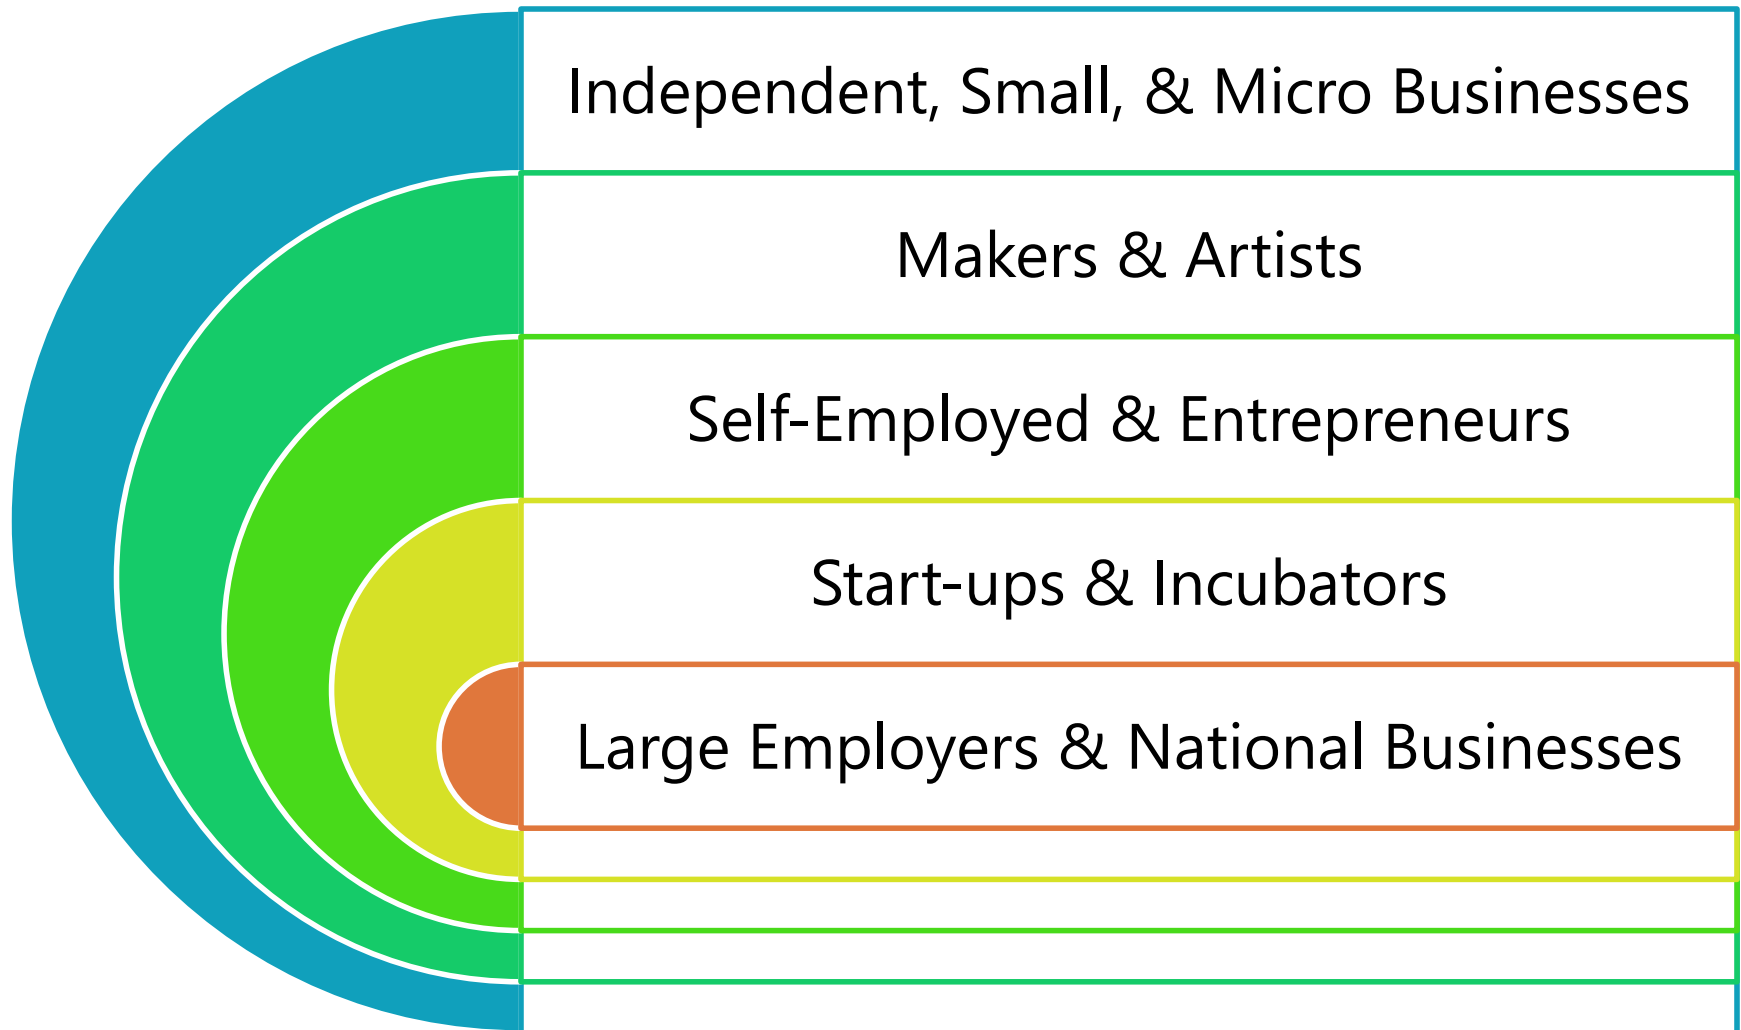 Independent, Small, & Micro Businesses
Makers & Artists
Self-Employed & Entrepreneurs
Start-ups & Incubators
Large Employers & National Businesses